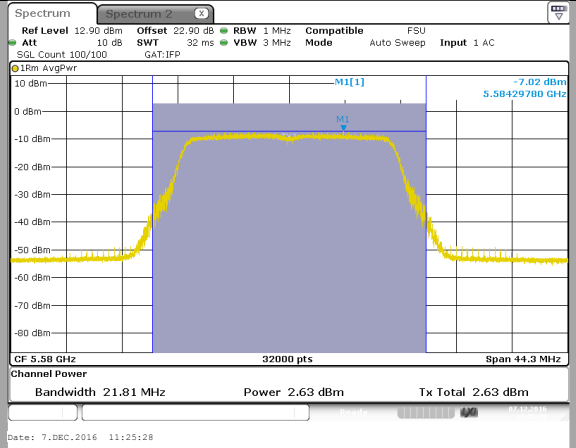 Spectrum Spectrum 2 X
Ref Level 12.90 dBm Offset 22.90 dB RBW 1 MHz Compatible FSU
Att 10 dB SWT 32 ms VBW 3 MHz Mode Auto Sweep Input 1 AC
SGL Count 100/100 GAT:IFP
1Rm AvgPwr
10 dBm M1[1] -7.02 dBm
5.58429780 GHz
0 dBm
M1
-10 dBm
-20 dBm
-30 dBm
-40 dBm
-50 dBm
-60 dBm
-70 dBm
-80 dBm
CF 5.58 GHz 32000 pts Span 44.3 MHz
Channel Power
Bandwidth 21.81 MHz Power 2.63 dBm Tx Total 2.63 dBm
Ready 07.12.2016
Date: 7.DEC.2016 11:25:28